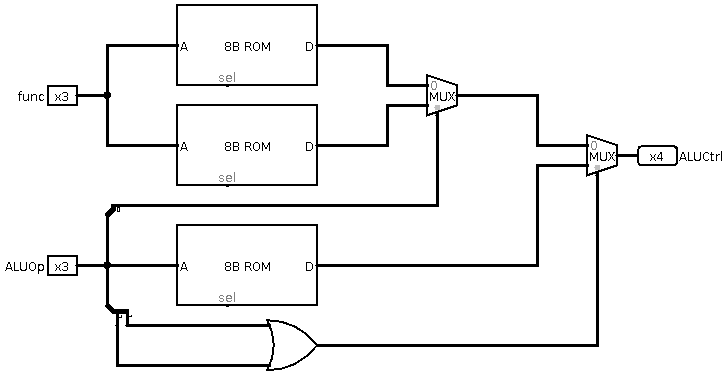 A 8B ROM D
sel
func x3
0
MUX
A 8B ROM D
sel
0
MUX
x4 ALUCtrl
0
ALUOp x3
A 8B ROM D
sel